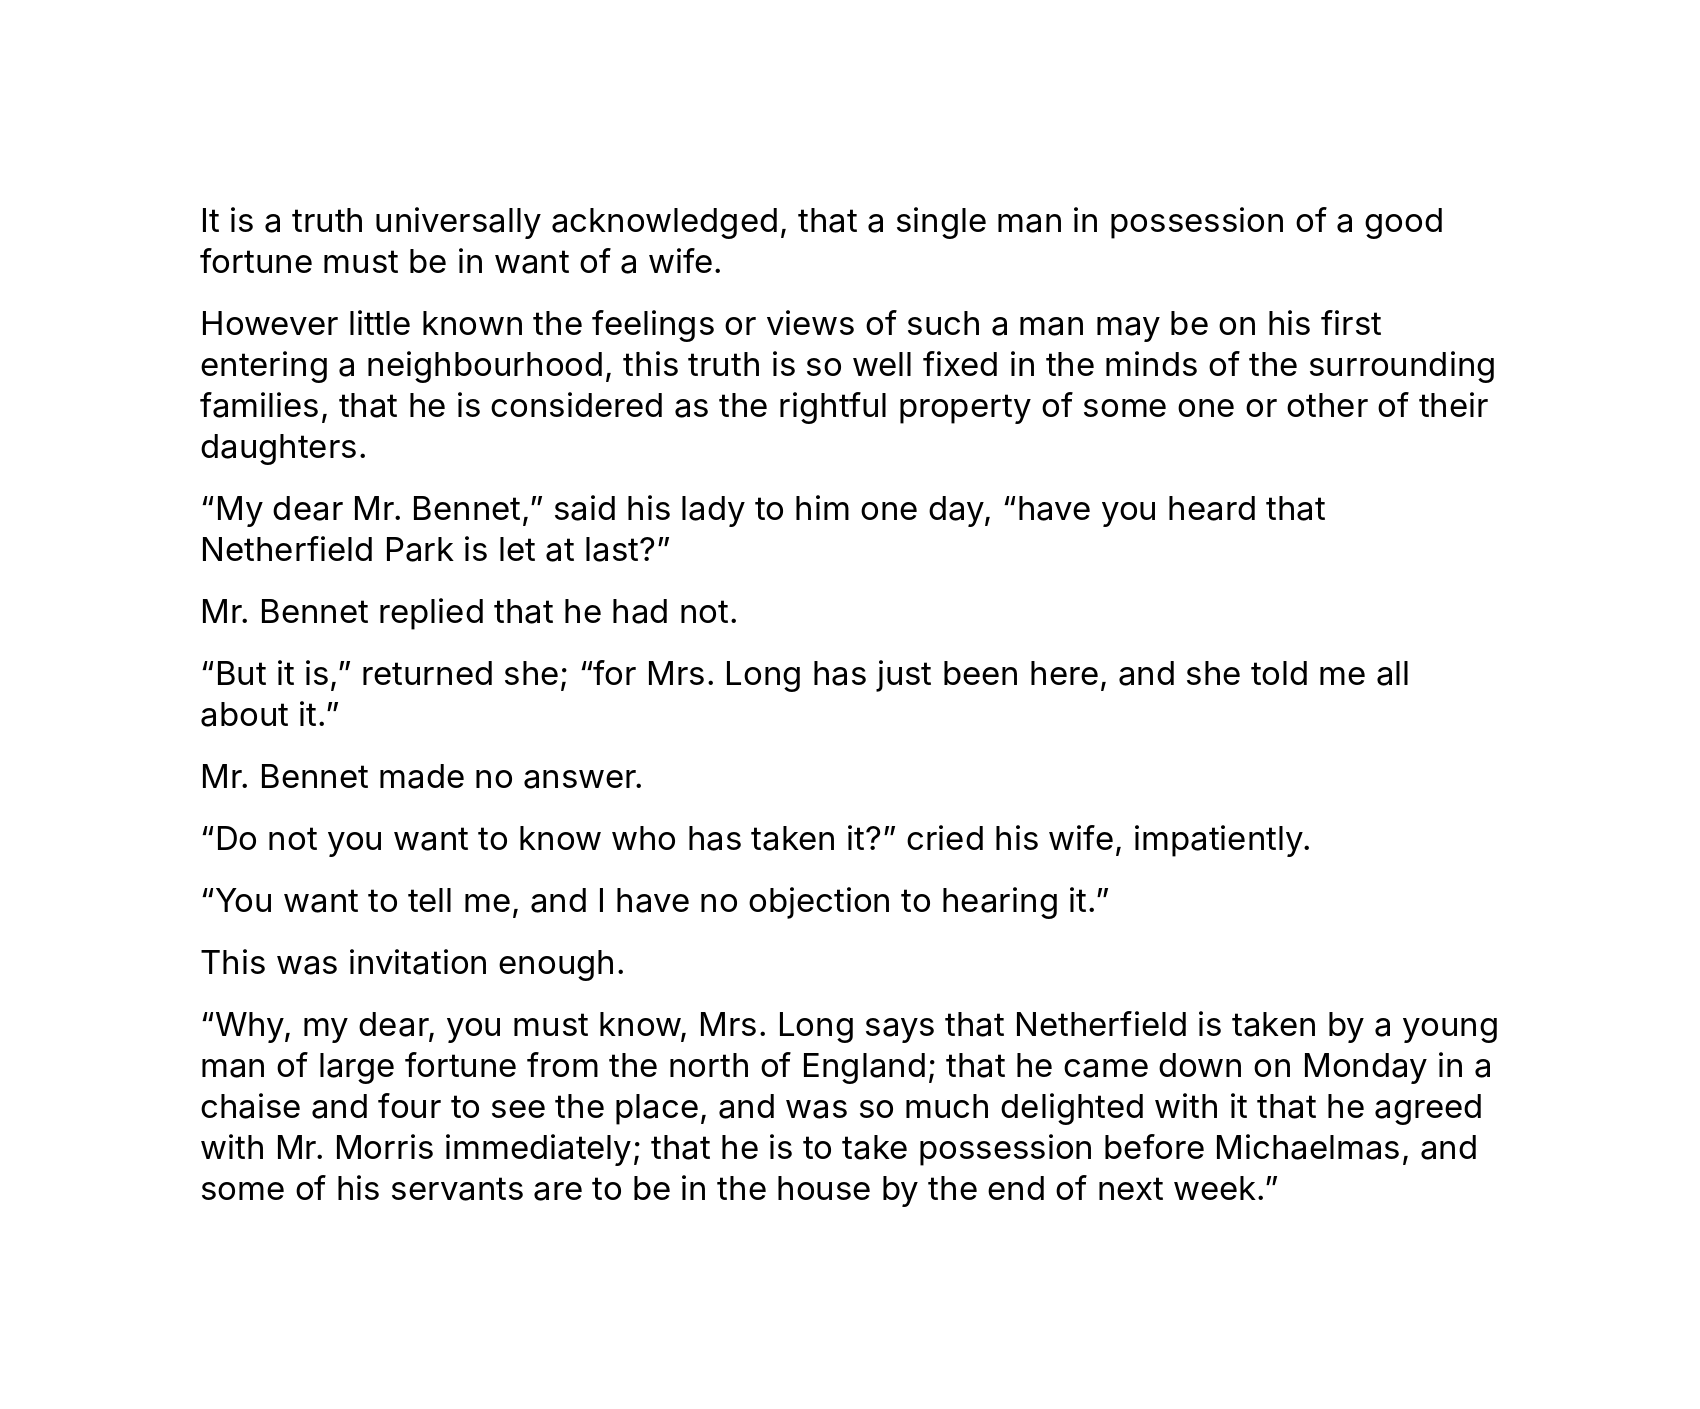 It is a truth universally acknowledged, that a single man in possession of a good
fortune must be in want of a wife.
However little known the feelings or views of such a man may be on his first
entering a neighbourhood, this truth is so well fixed in the minds of the surrounding
families, that he is considered as the rightful property of some one or other of their
daughters.
“My dear Mr. Bennet,” said his lady to him one day, “have you heard that
Netherfield Park is let at last?”
Mr. Bennet replied that he had not.
“But it is,” returned she; “for Mrs. Long has just been here, and she told me all
about it.”
Mr. Bennet made no answer.
“Do not you want to know who has taken it?” cried his wife, impatiently.
“You want to tell me, and I have no objection to hearing it.”
This was invitation enough.
“Why, my dear, you must know, Mrs. Long says that Netherfield is taken by a young
man of large fortune from the north of England; that he came down on Monday in a
chaise and four to see the place, and was so much delighted with it that he agreed
with Mr. Morris immediately; that he is to take possession before Michaelmas, and
some of his servants are to be in the house by the end of next week.”